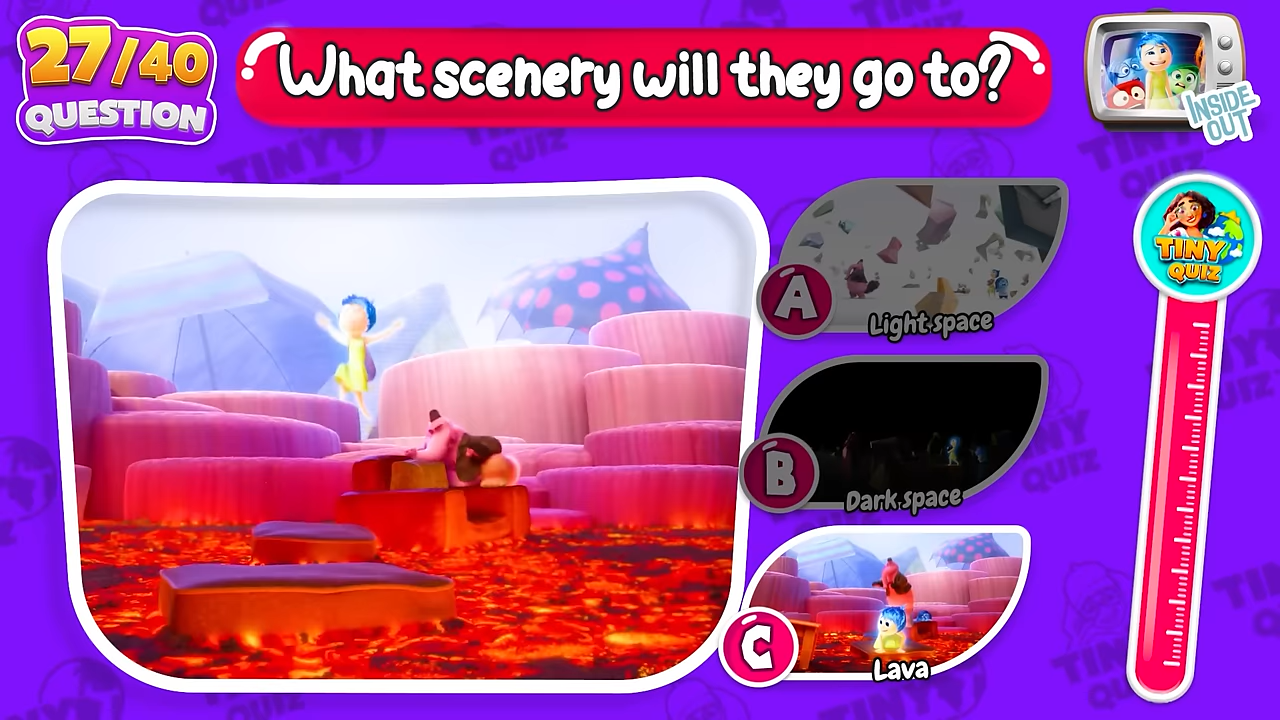 27/40
QUESTION
What scenery will they go to?
INSIDE
OUT
TINY
QUIZ
A
Light space
B
Dark space
C
Lava